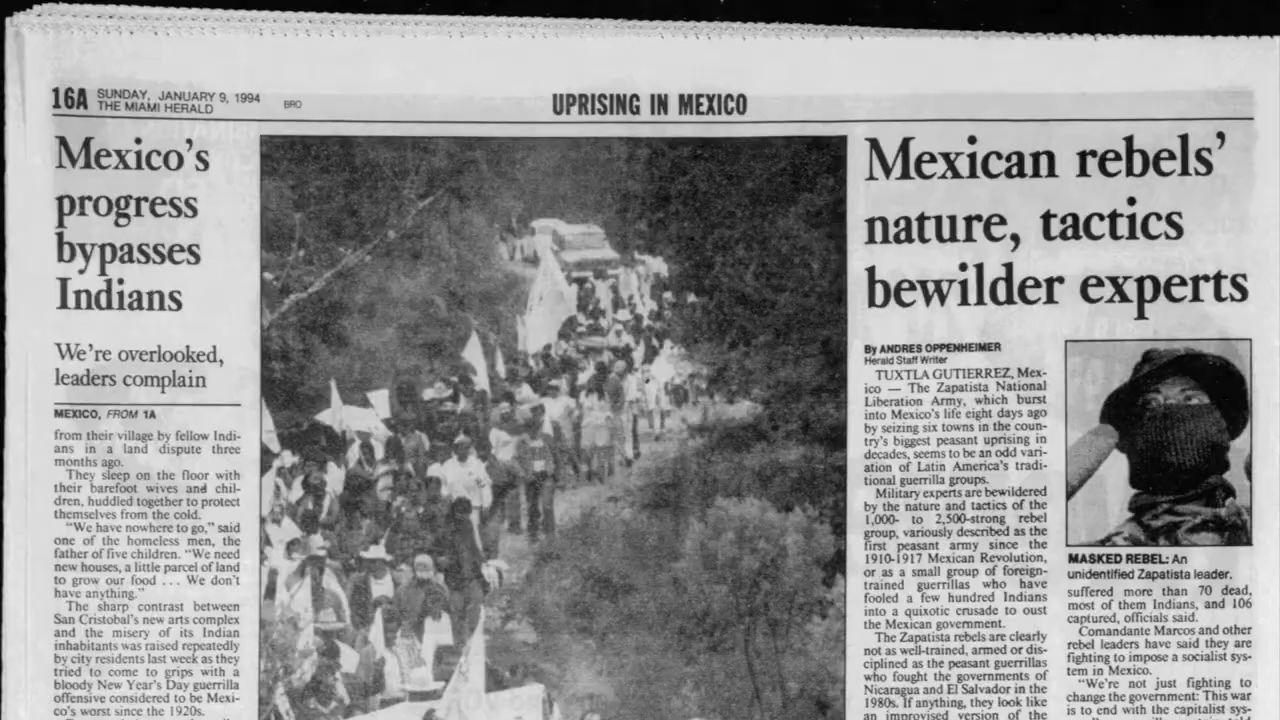 16A
SUNDAY, JANUARY 9, 1994
THE MIAMI HERALD
BRO
UPRISING IN MEXICO
Mexico's
progress
bypasses
Indians
We're overlooked,
leaders complain
MEXICO, FROM 1A
from their village by fellow Indi-
ans in a land dispute three
months ago.
They sleep on the floor with
their barefoot wives and chil-
dren, huddled together to protect
themselves from the cold.
"We have nowhere to go," said
one of the homeless men, the
father of five children. "We need
new houses, a little parcel of land
to grow our food . . . We don't
have anything."
The sharp contrast between
San Cristobal's new arts complex
and the misery of its Indian
inhabitants was raised repeatedly
by city residents last week as they
tried to come to grips with a
bloody New Year's Day guerrilla
offensive considered to be Mexi-
co's worst since the 1920s.
Mexican rebels'
nature, tactics
bewilder experts
By ANDRES OPPENHEIMER
Herald Staff Writer
TUXTLA GUTIERREZ, Mex-
ico — The Zapatista National
Liberation Army, which burst
into Mexico's life eight days ago
by seizing six towns in the coun-
try's biggest peasant uprising in
decades, seems to be an odd vari-
ation of Latin America's tradi-
tional guerrilla groups.
Military experts are bewildered
by the nature and tactics of the
1,000- to 2,500-strong rebel
group, variously described as the
first peasant army since the
1910-1917 Mexican Revolution,
or as a small group of foreign-
trained guerrillas who have
fooled a few hundred Indians
into a quixotic crusade to oust
the Mexican government.
The Zapatista rebels are clearly
not as well-trained, armed or dis-
ciplined as the peasant guerrillas
who fought the governments of
Nicaragua and El Salvador in the
1980s. If anything, they look like
an improvised version of the
MASKED REBEL: An
unidentified Zapatista leader.
suffered more than 70 dead,
most of them Indians, and 106
captured, officials said.
Comandante Marcos and other
rebel leaders have said they are
fighting to impose a socialist sys-
tem in Mexico.
"We're not just fighting to
change the government: This war
is to end with the capitalist sys-